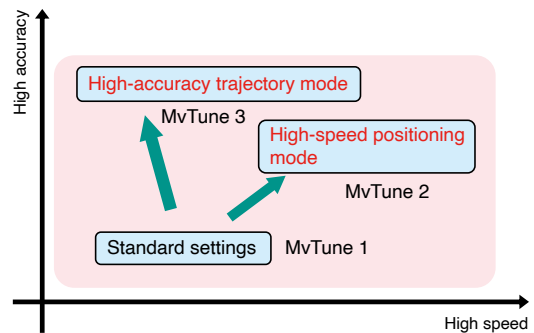 High accuracy
High-accuracy trajectory mode
MvTune 3
High-speed positioning
mode
MvTune 2
Standard settings
MvTune 1
High speed